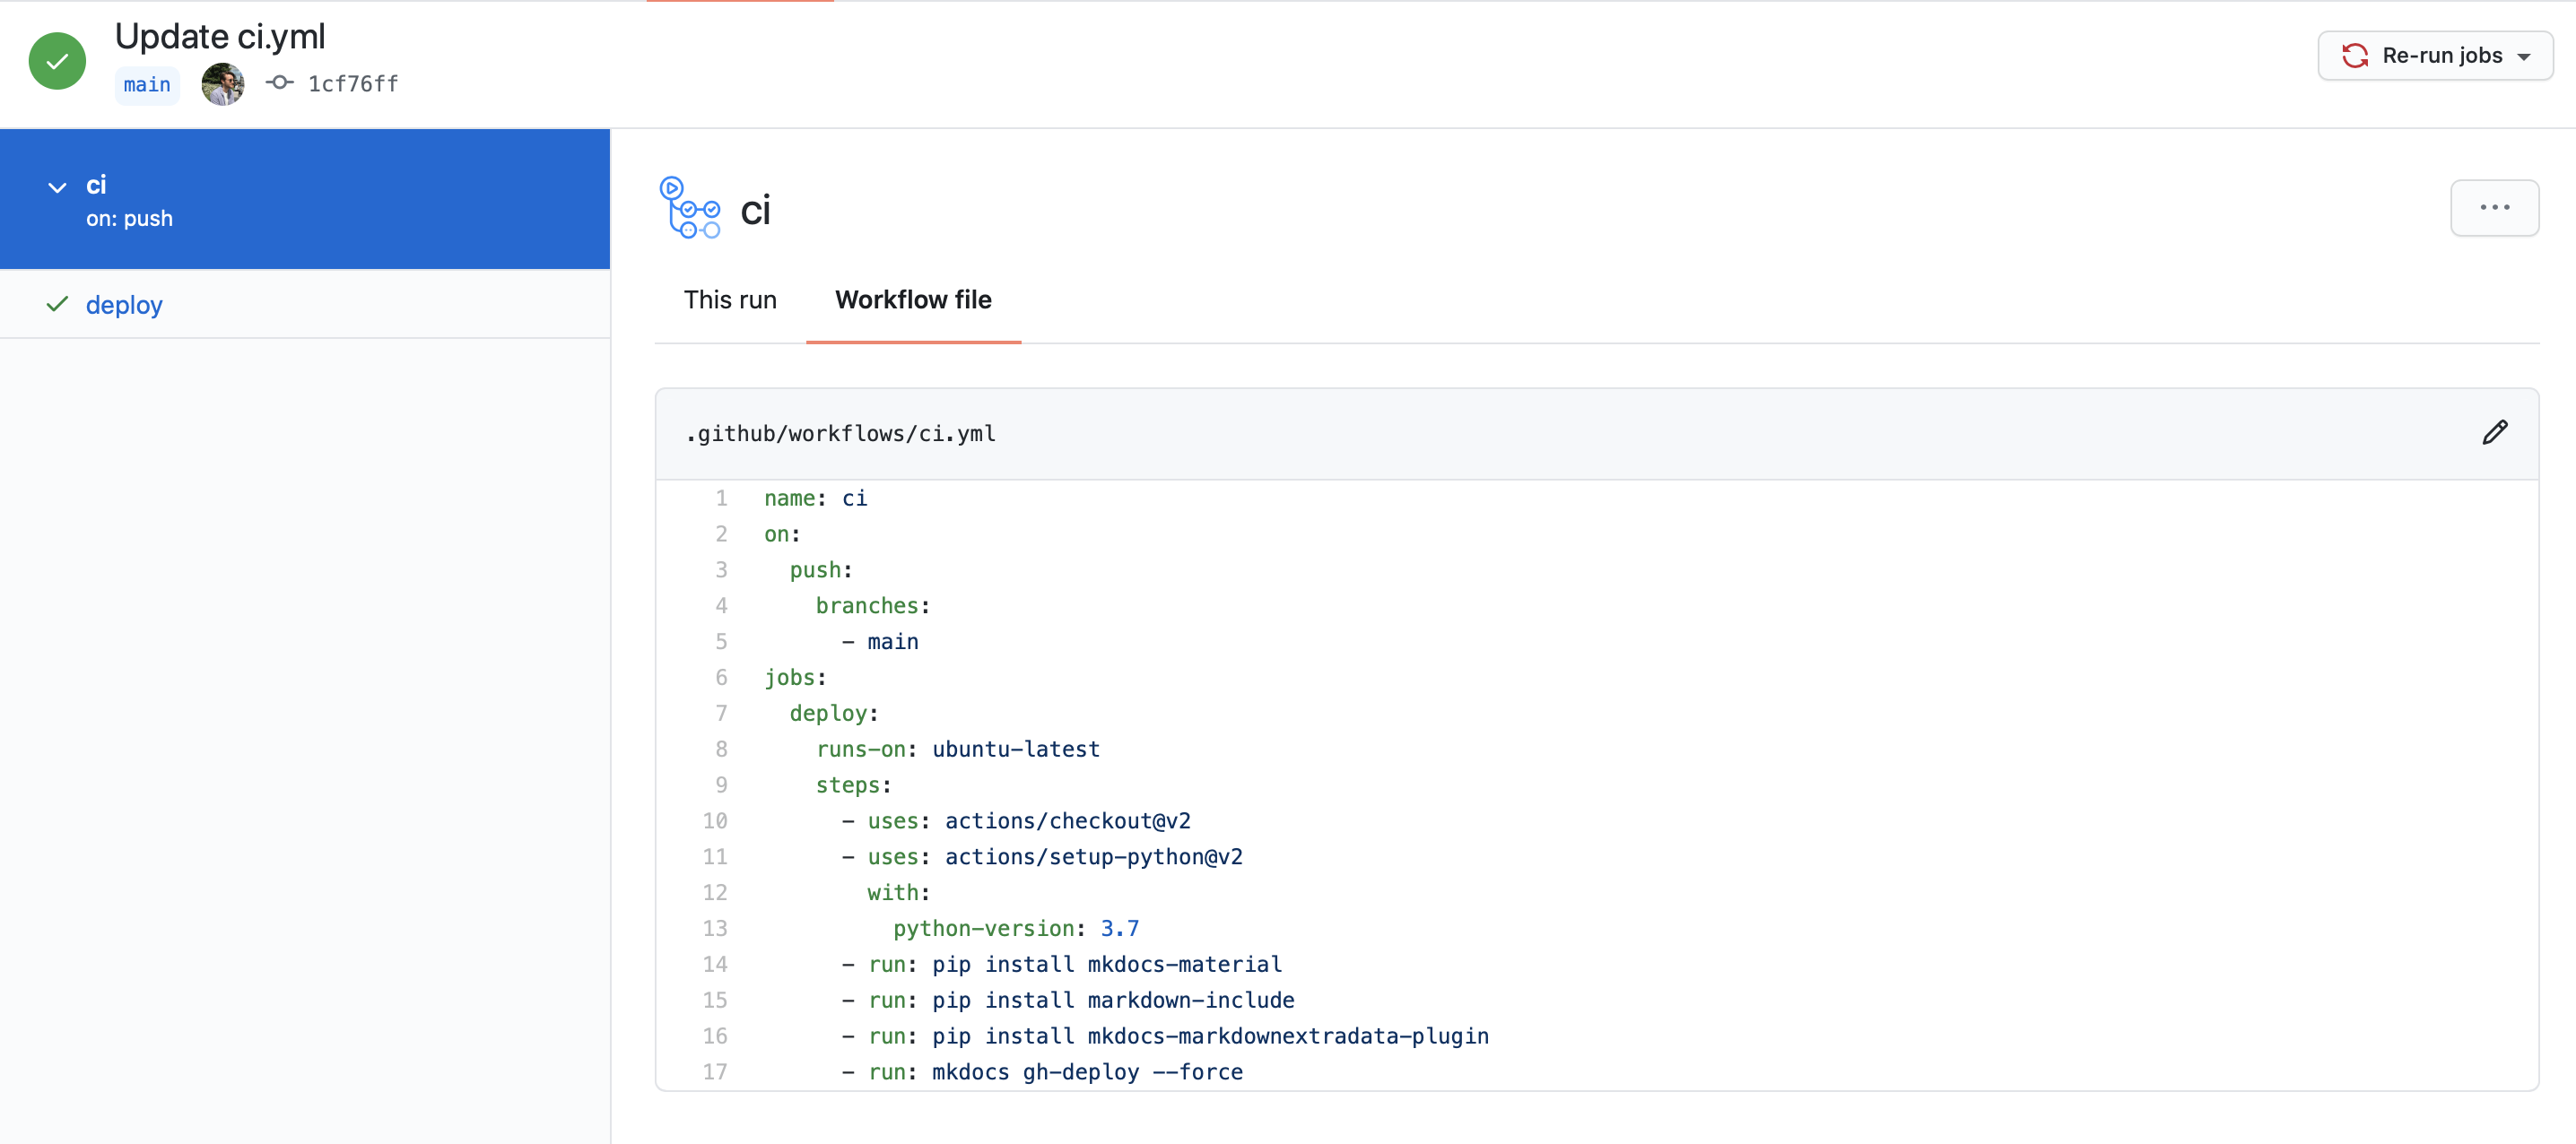 Update ci.yml
main 1cf76ff
Re-run jobs
ci
on: push
deploy
ci
...
This run Workflow file
.github/workflows/ci.yml
1 name: ci
2 on:
3   push:
4     branches:
5       - main
6 jobs:
7   deploy:
8     runs-on: ubuntu-latest
9     steps:
10       - uses: actions/checkout@v2
11       - uses: actions/setup-python@v2
12         with:
13           python-version: 3.7
14       - run: pip install mkdocs-material
15       - run: pip install markdown-include
16       - run: pip install mkdocs-markdownextradata-plugin
17       - run: mkdocs gh-deploy --force